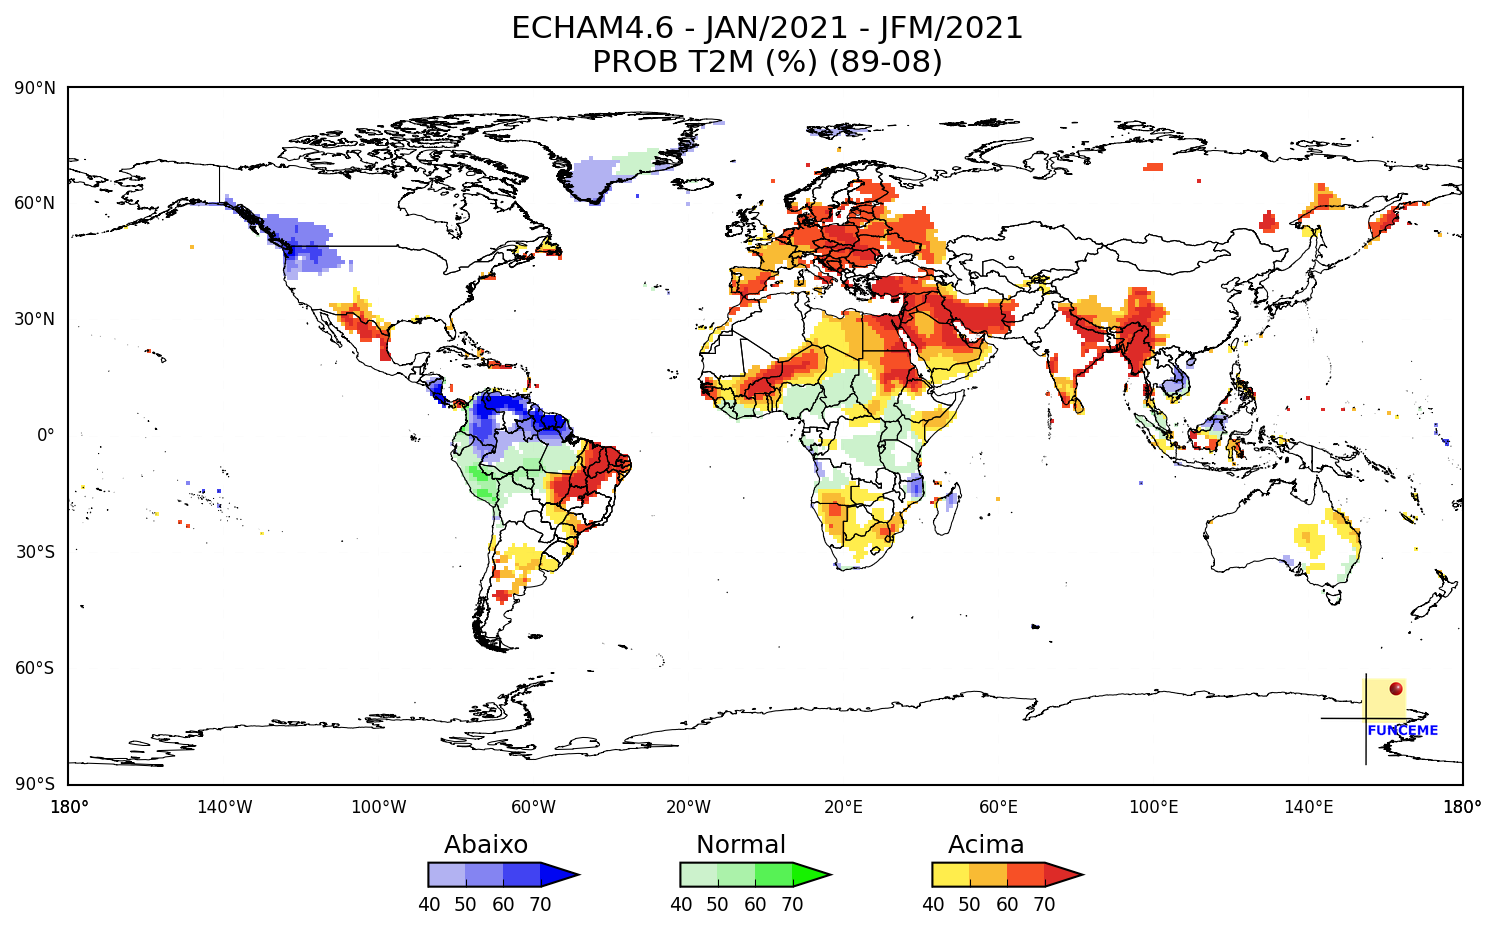 ECHAM4.6 - JAN/2021 - JFM/2021
PROB T2M (%) (89-08)
90°N
60°N
30°N
0°
30°S
60°S
90°S
180° 140°W 100°W 60°W 20°W 20°E 60°E 100°E 140°E 180°
FUNCEME
Abaixo Normal Acima
40 50 60 70 40 50 60 70 40 50 60 70